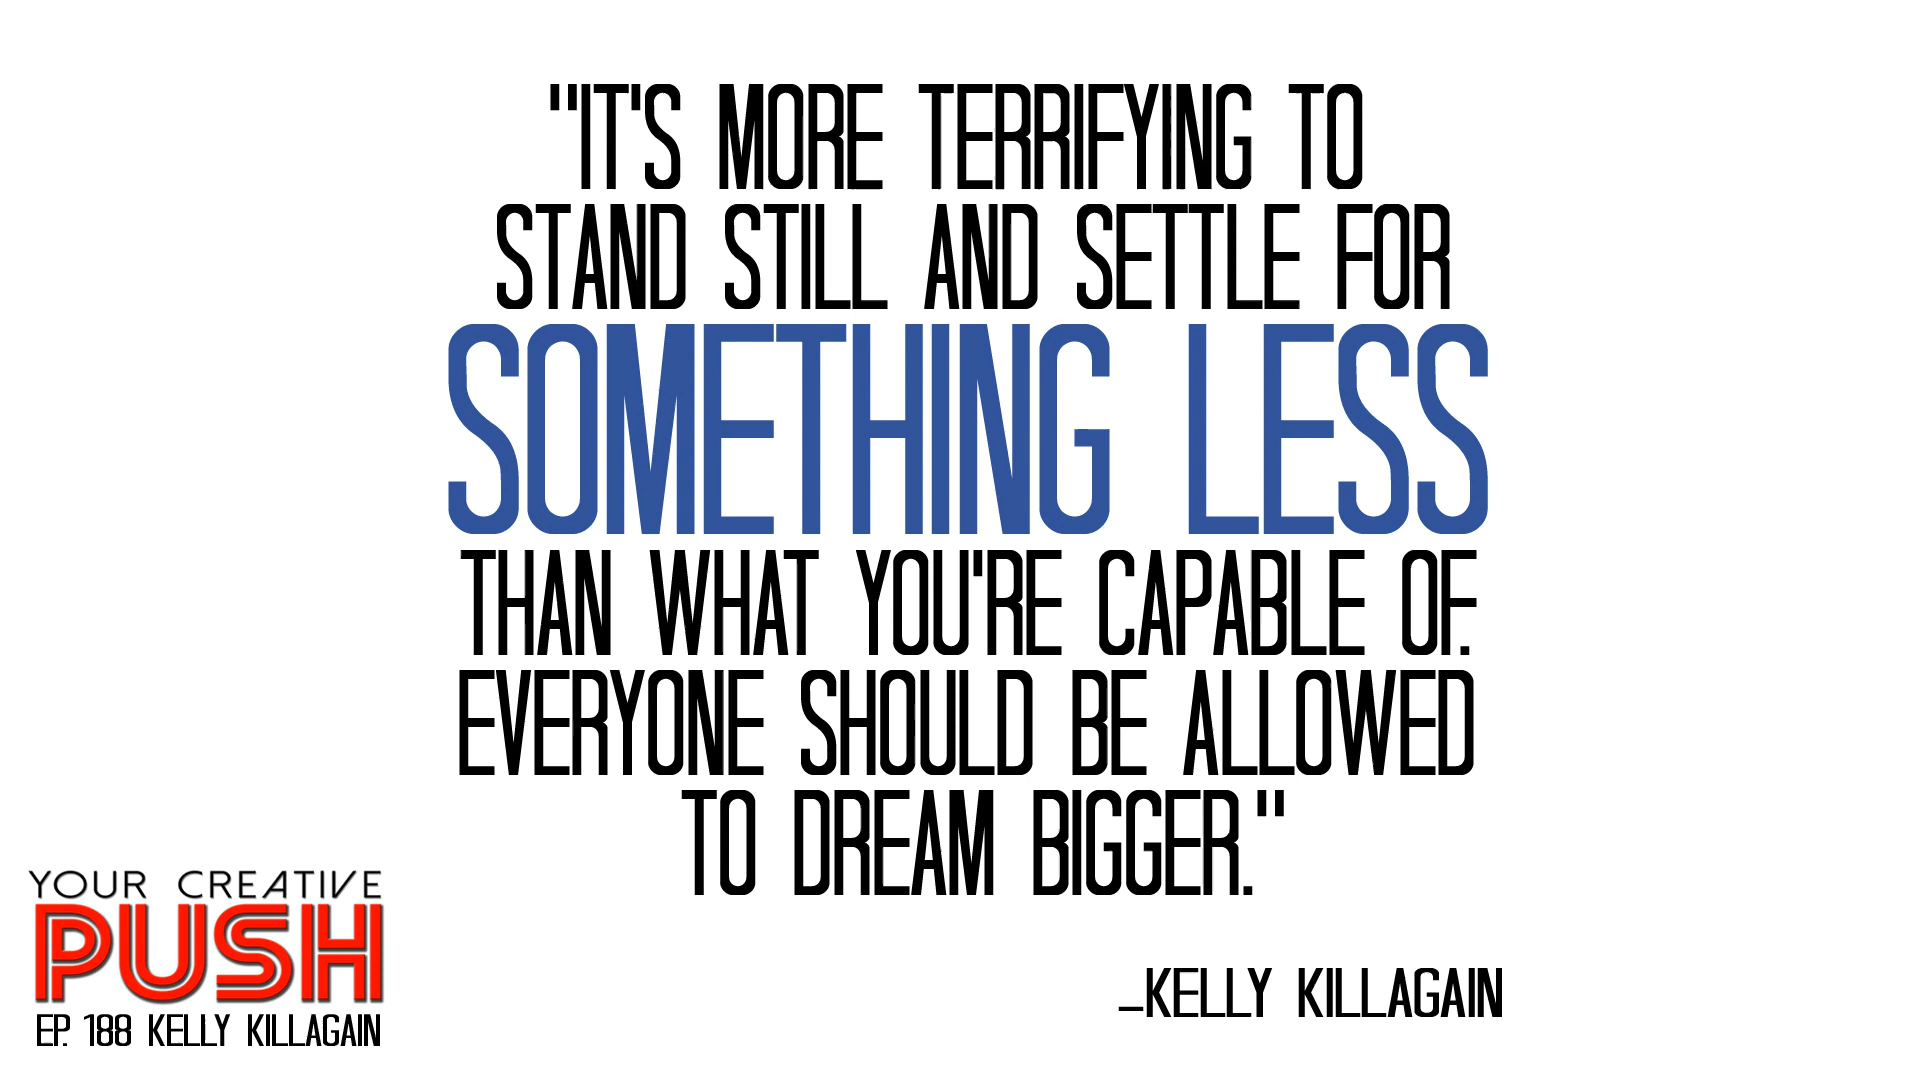 "IT'S MORE TERRIFYING TO
STAND STILL AND SETTLE FOR
SOMETHING LESS
THAN WHAT YOU'RE CAPABLE OF.
EVERYONE SHOULD BE ALLOWED
TO DREAM BIGGER."
–KELLY KILLAGAIN
YOUR CREATIVE
PUSH
EP. 188 KELLY KILLAGAIN